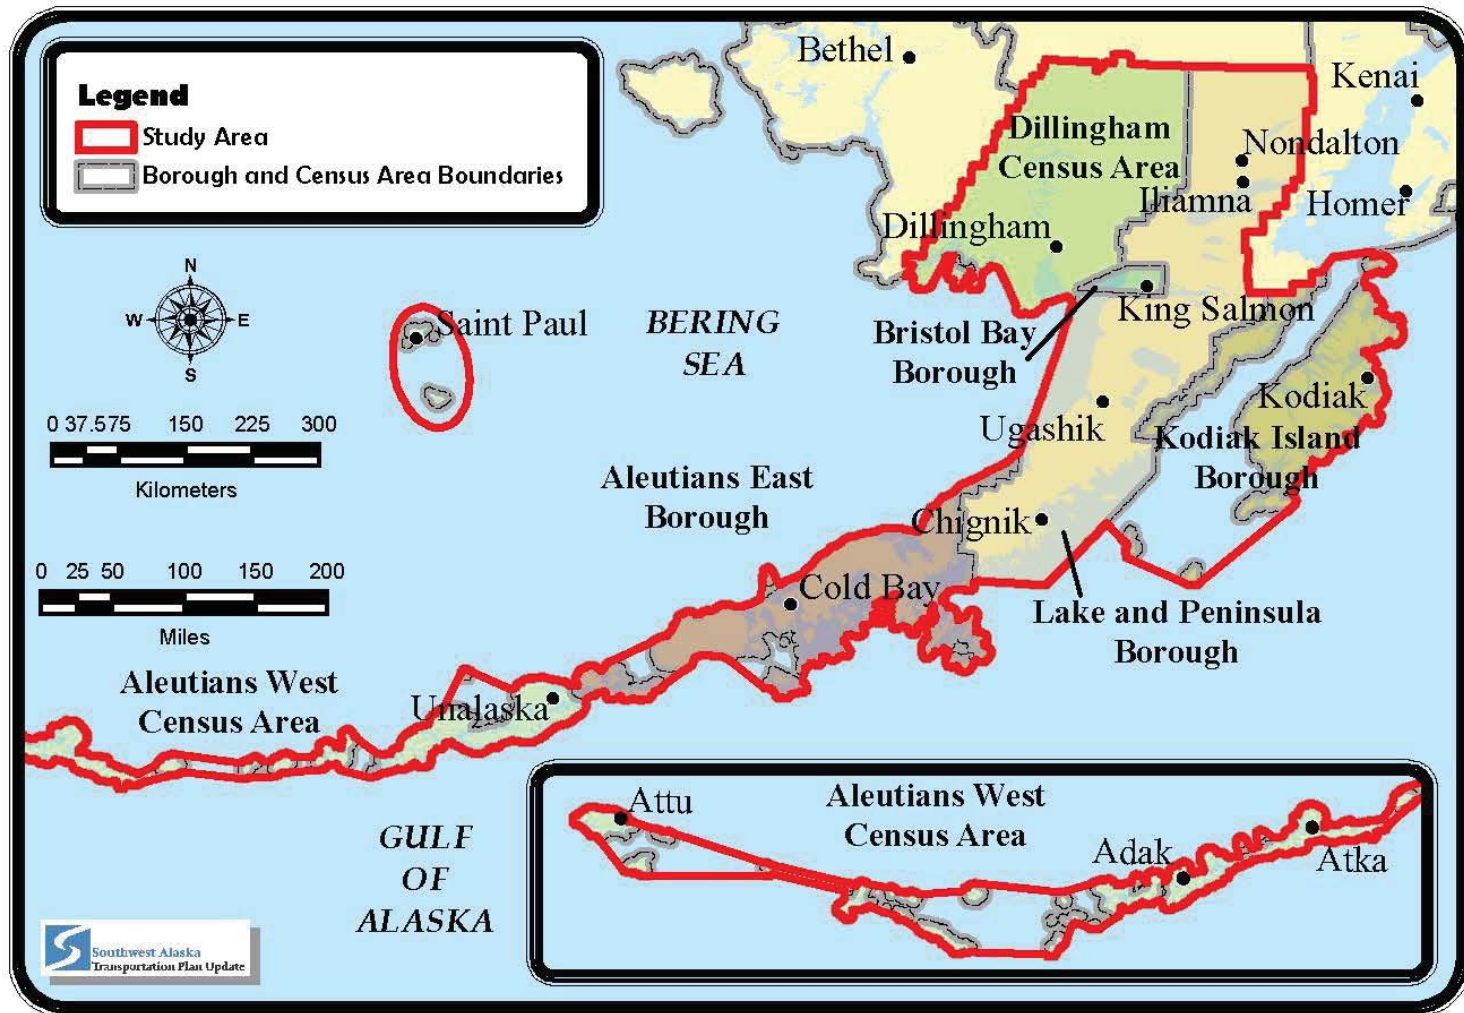 Legend
Study Area
Borough and Census Area Boundaries
Bethel
Kenai
Dillingham
Census Area
Nondalton
Iliamna
Homer
Dillingham
N
W
E
S
Saint Paul
BERING
SEA
King Salmon
Bristol Bay
Borough
Kodiak
Ugashik
Kodiak Island
Borough
0 37.575 150 225 300
Kilometers
Aleutians East
Borough
Chignik
0 25 50 100 150 200
Miles
Cold Bay
Lake and Peninsula
Borough
Aleutians West
Census Area
Unalaska
Attu
Aleutians West
Census Area
Adak
Atka
GULF
OF
ALASKA
Southwest Alaska
Transportation Plan Update